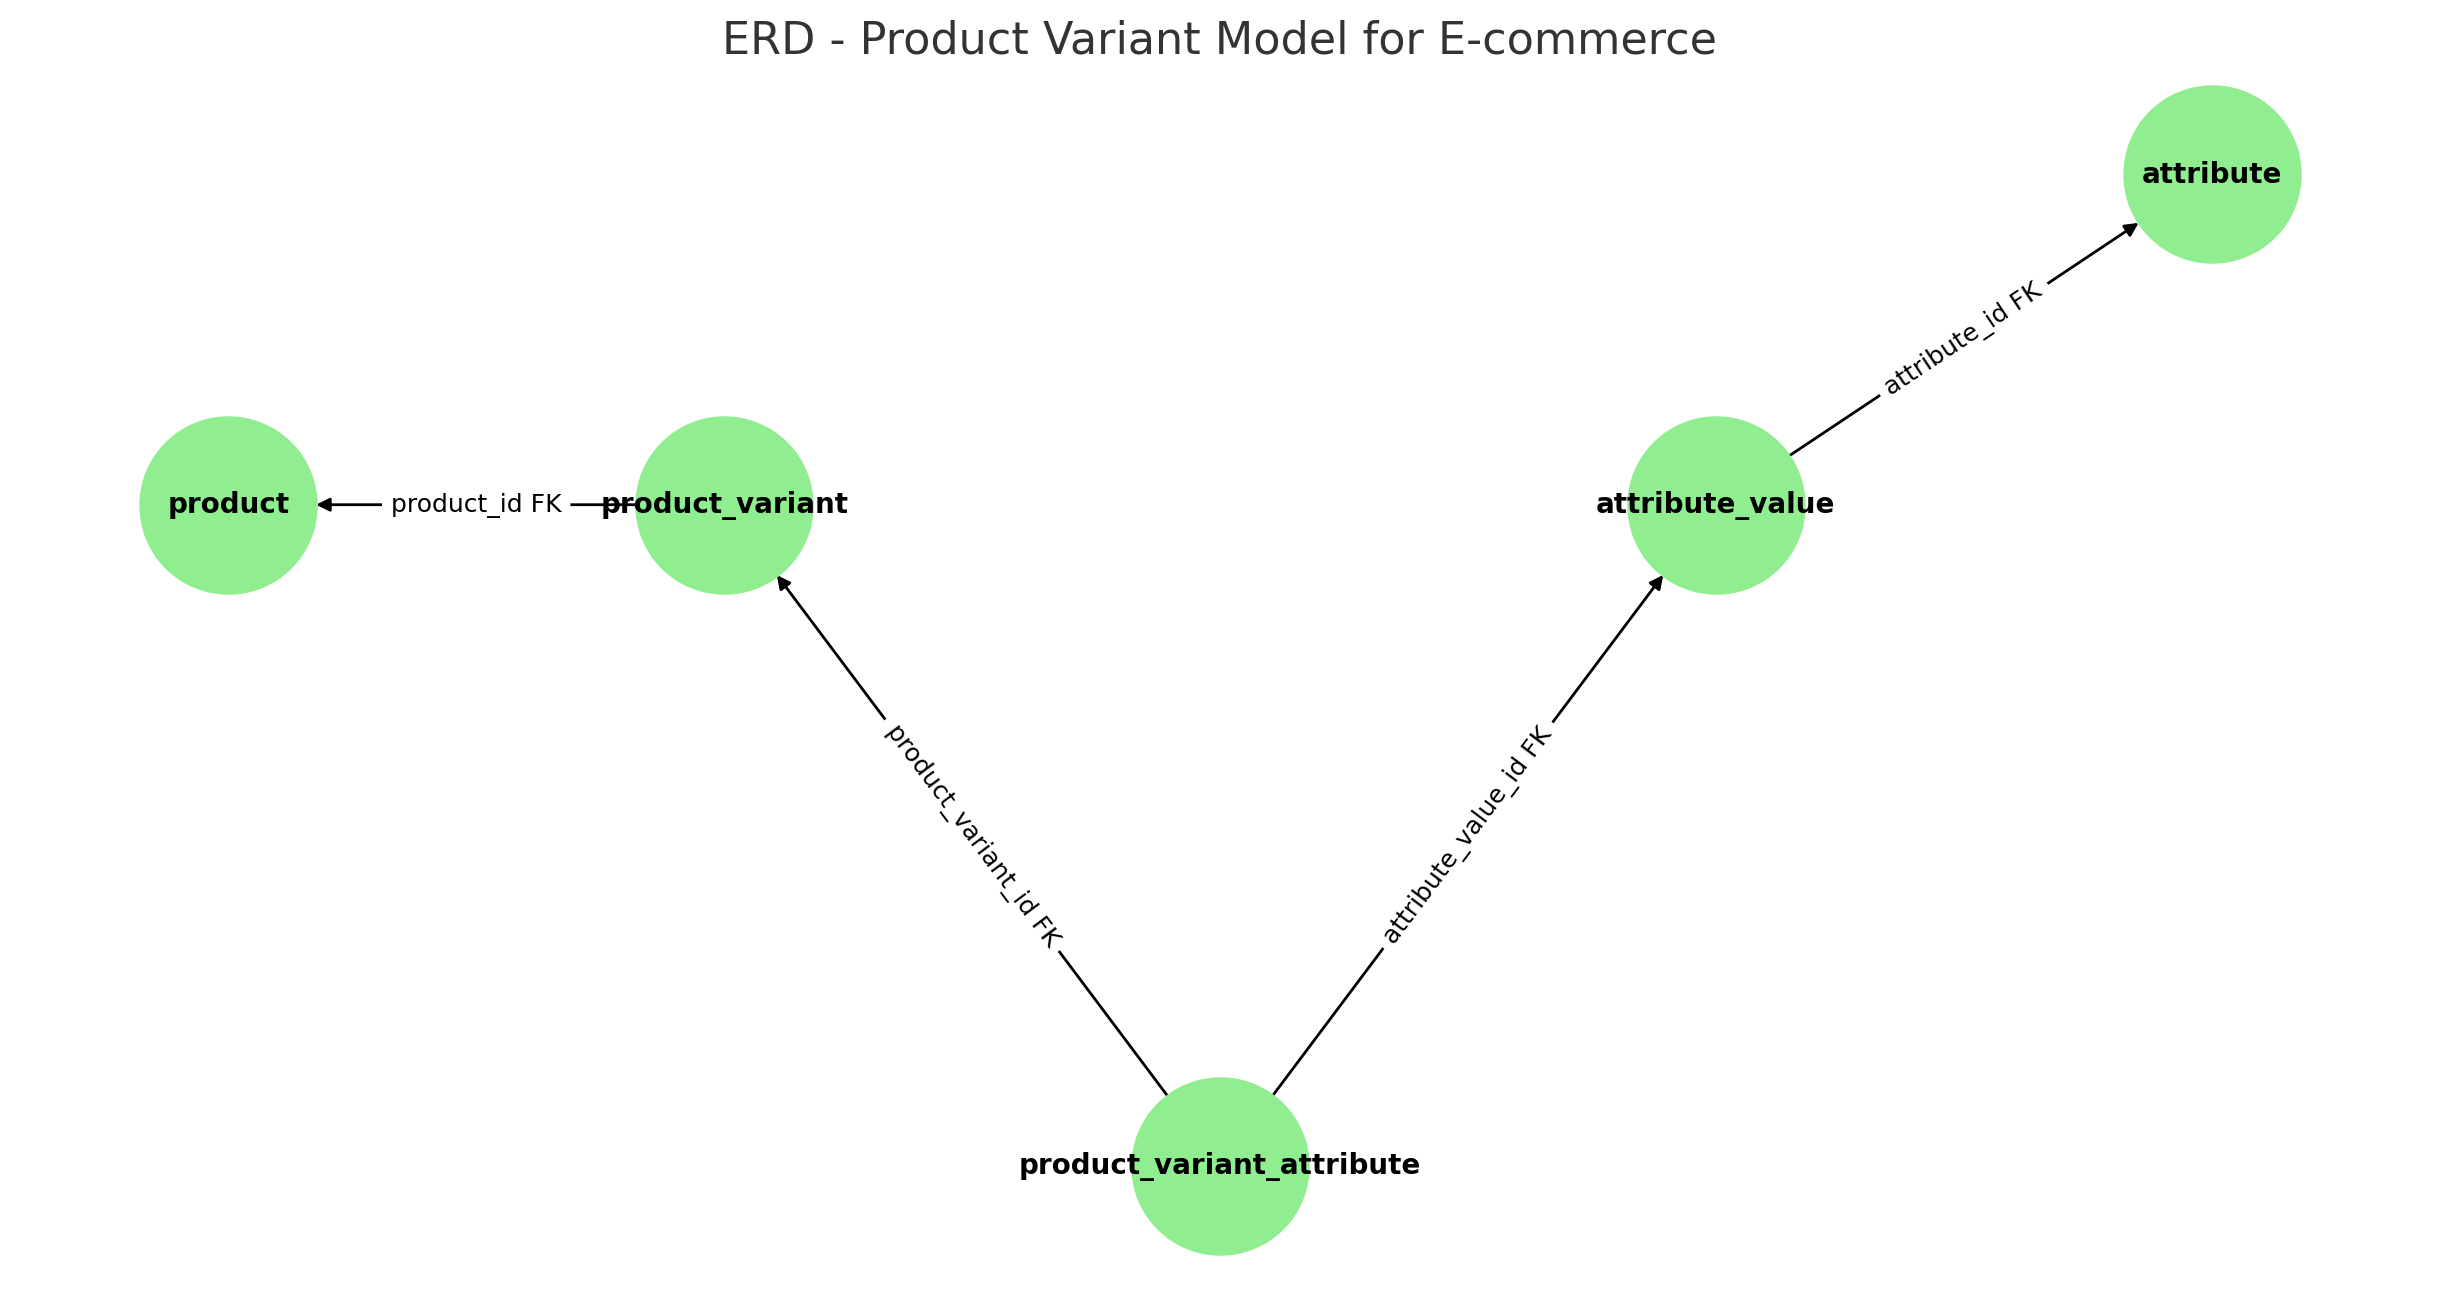 ERD - Product Variant Model for E-commerce
attribute
attribute_id FK
product
product_id FK
product_variant
attribute_value
product_variant_id FK
attribute_value_id FK
product_variant_attribute